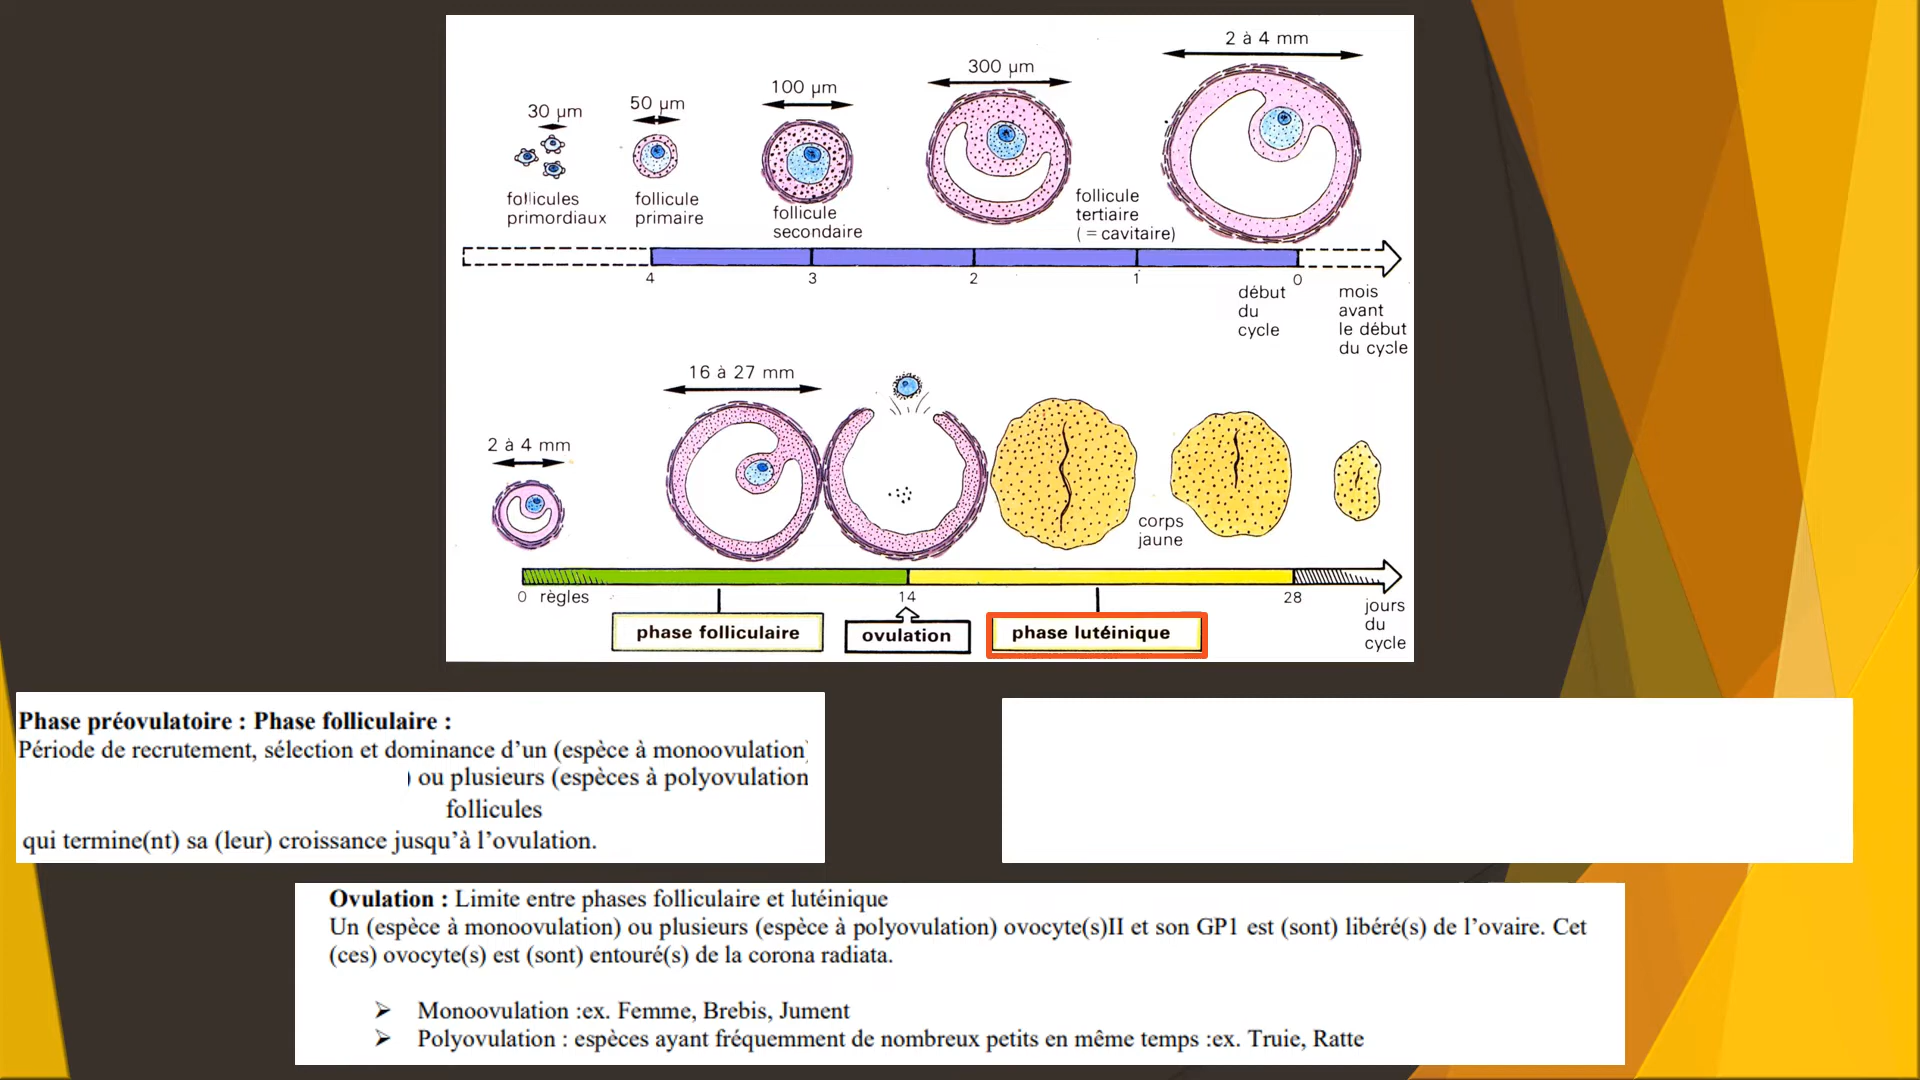 2 à 4 mm
300 µm
100 µm
50 µm
30 µm
follicules
primordiaux
follicule
primaire
follicule
secondaire
follicule
tertiaire
( = cavitaire)
4
3
2
1
0
début
du
cycle
mois
avant
le début
du cycle
16 à 27 mm
2 à 4 mm
corps
jaune
0 règles
14
28
jours
du
cycle
phase folliculaire
ovulation
phase lutéinique
Phase préovulatoire : Phase folliculaire :
Période de recrutement, sélection et dominance d’un (espèce à monoovulation)
) ou plusieurs (espèces à polyovulation
follicules
qui termine(nt) sa (leur) croissance jusqu’à l’ovulation.
Ovulation : Limite entre phases folliculaire et lutéinique
Un (espèce à monoovulation) ou plusieurs (espèce à polyovulation) ovocyte(s)II et son GP1 est (sont) libéré(s) de l’ovaire. Cet
(ces) ovocyte(s) est (sont) entouré(s) de la corona radiata.
➢ Monoovulation :ex. Femme, Brebis, Jument
➢ Polyovulation : espèces ayant fréquemment de nombreux petits en même temps :ex. Truie, Ratte